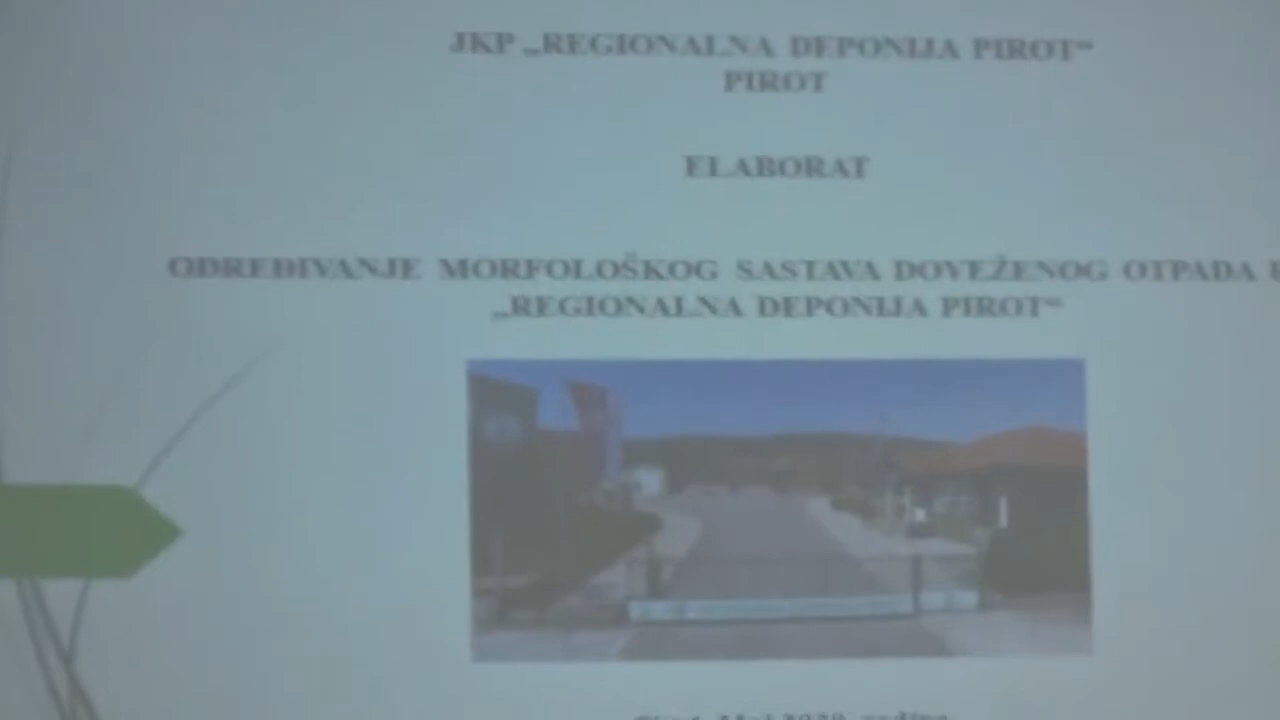 JKP „REGIONALNA DEPONIJA PIROT“
PIROT
ELABORAT
ODREĐIVANJE MORFOLOŠKOG SASTAVA DOVEŽENOG OTPADA U
„REGIONALNA DEPONIJA PIROT“